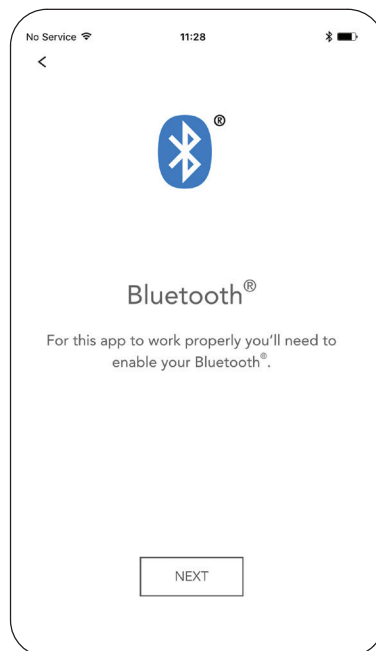 No Service 11:28
®
Bluetooth®
For this app to work properly you'll need to
enable your Bluetooth®.
NEXT